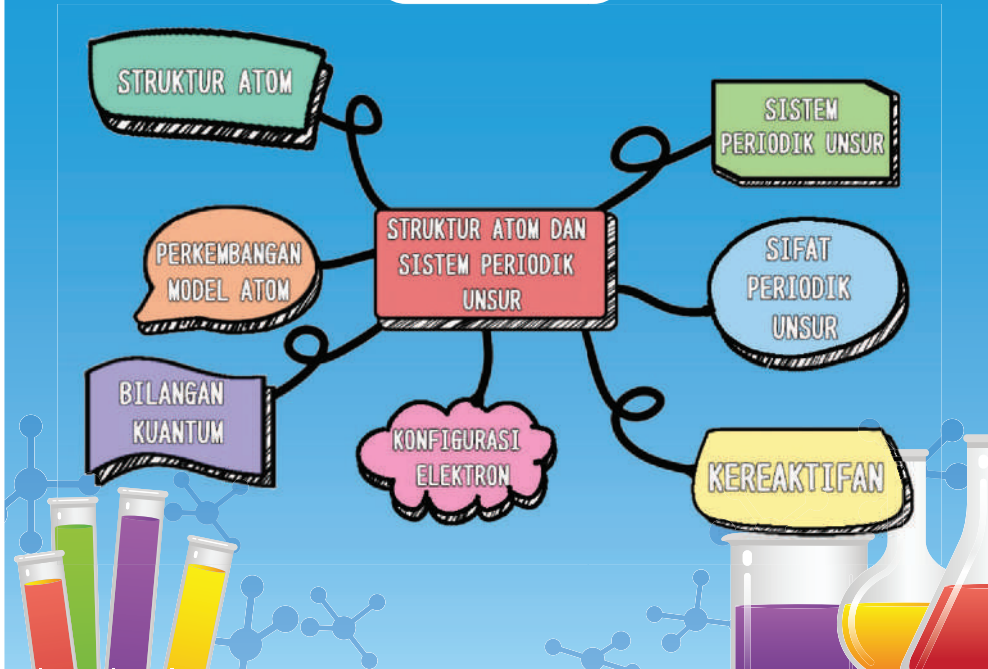 STRUKTUR ATOM
SISTEM
PERIODIK UNSUR
STRUKTUR ATOM DAN
SISTEM PERIODIK
UNSUR
PERKEMBANGAN
MODEL ATOM
SIFAT
PERIODIK
UNSUR
BILANGAN
KUANTUM
KONFIGURASI
ELEKTRON
KEREAKTIFAN